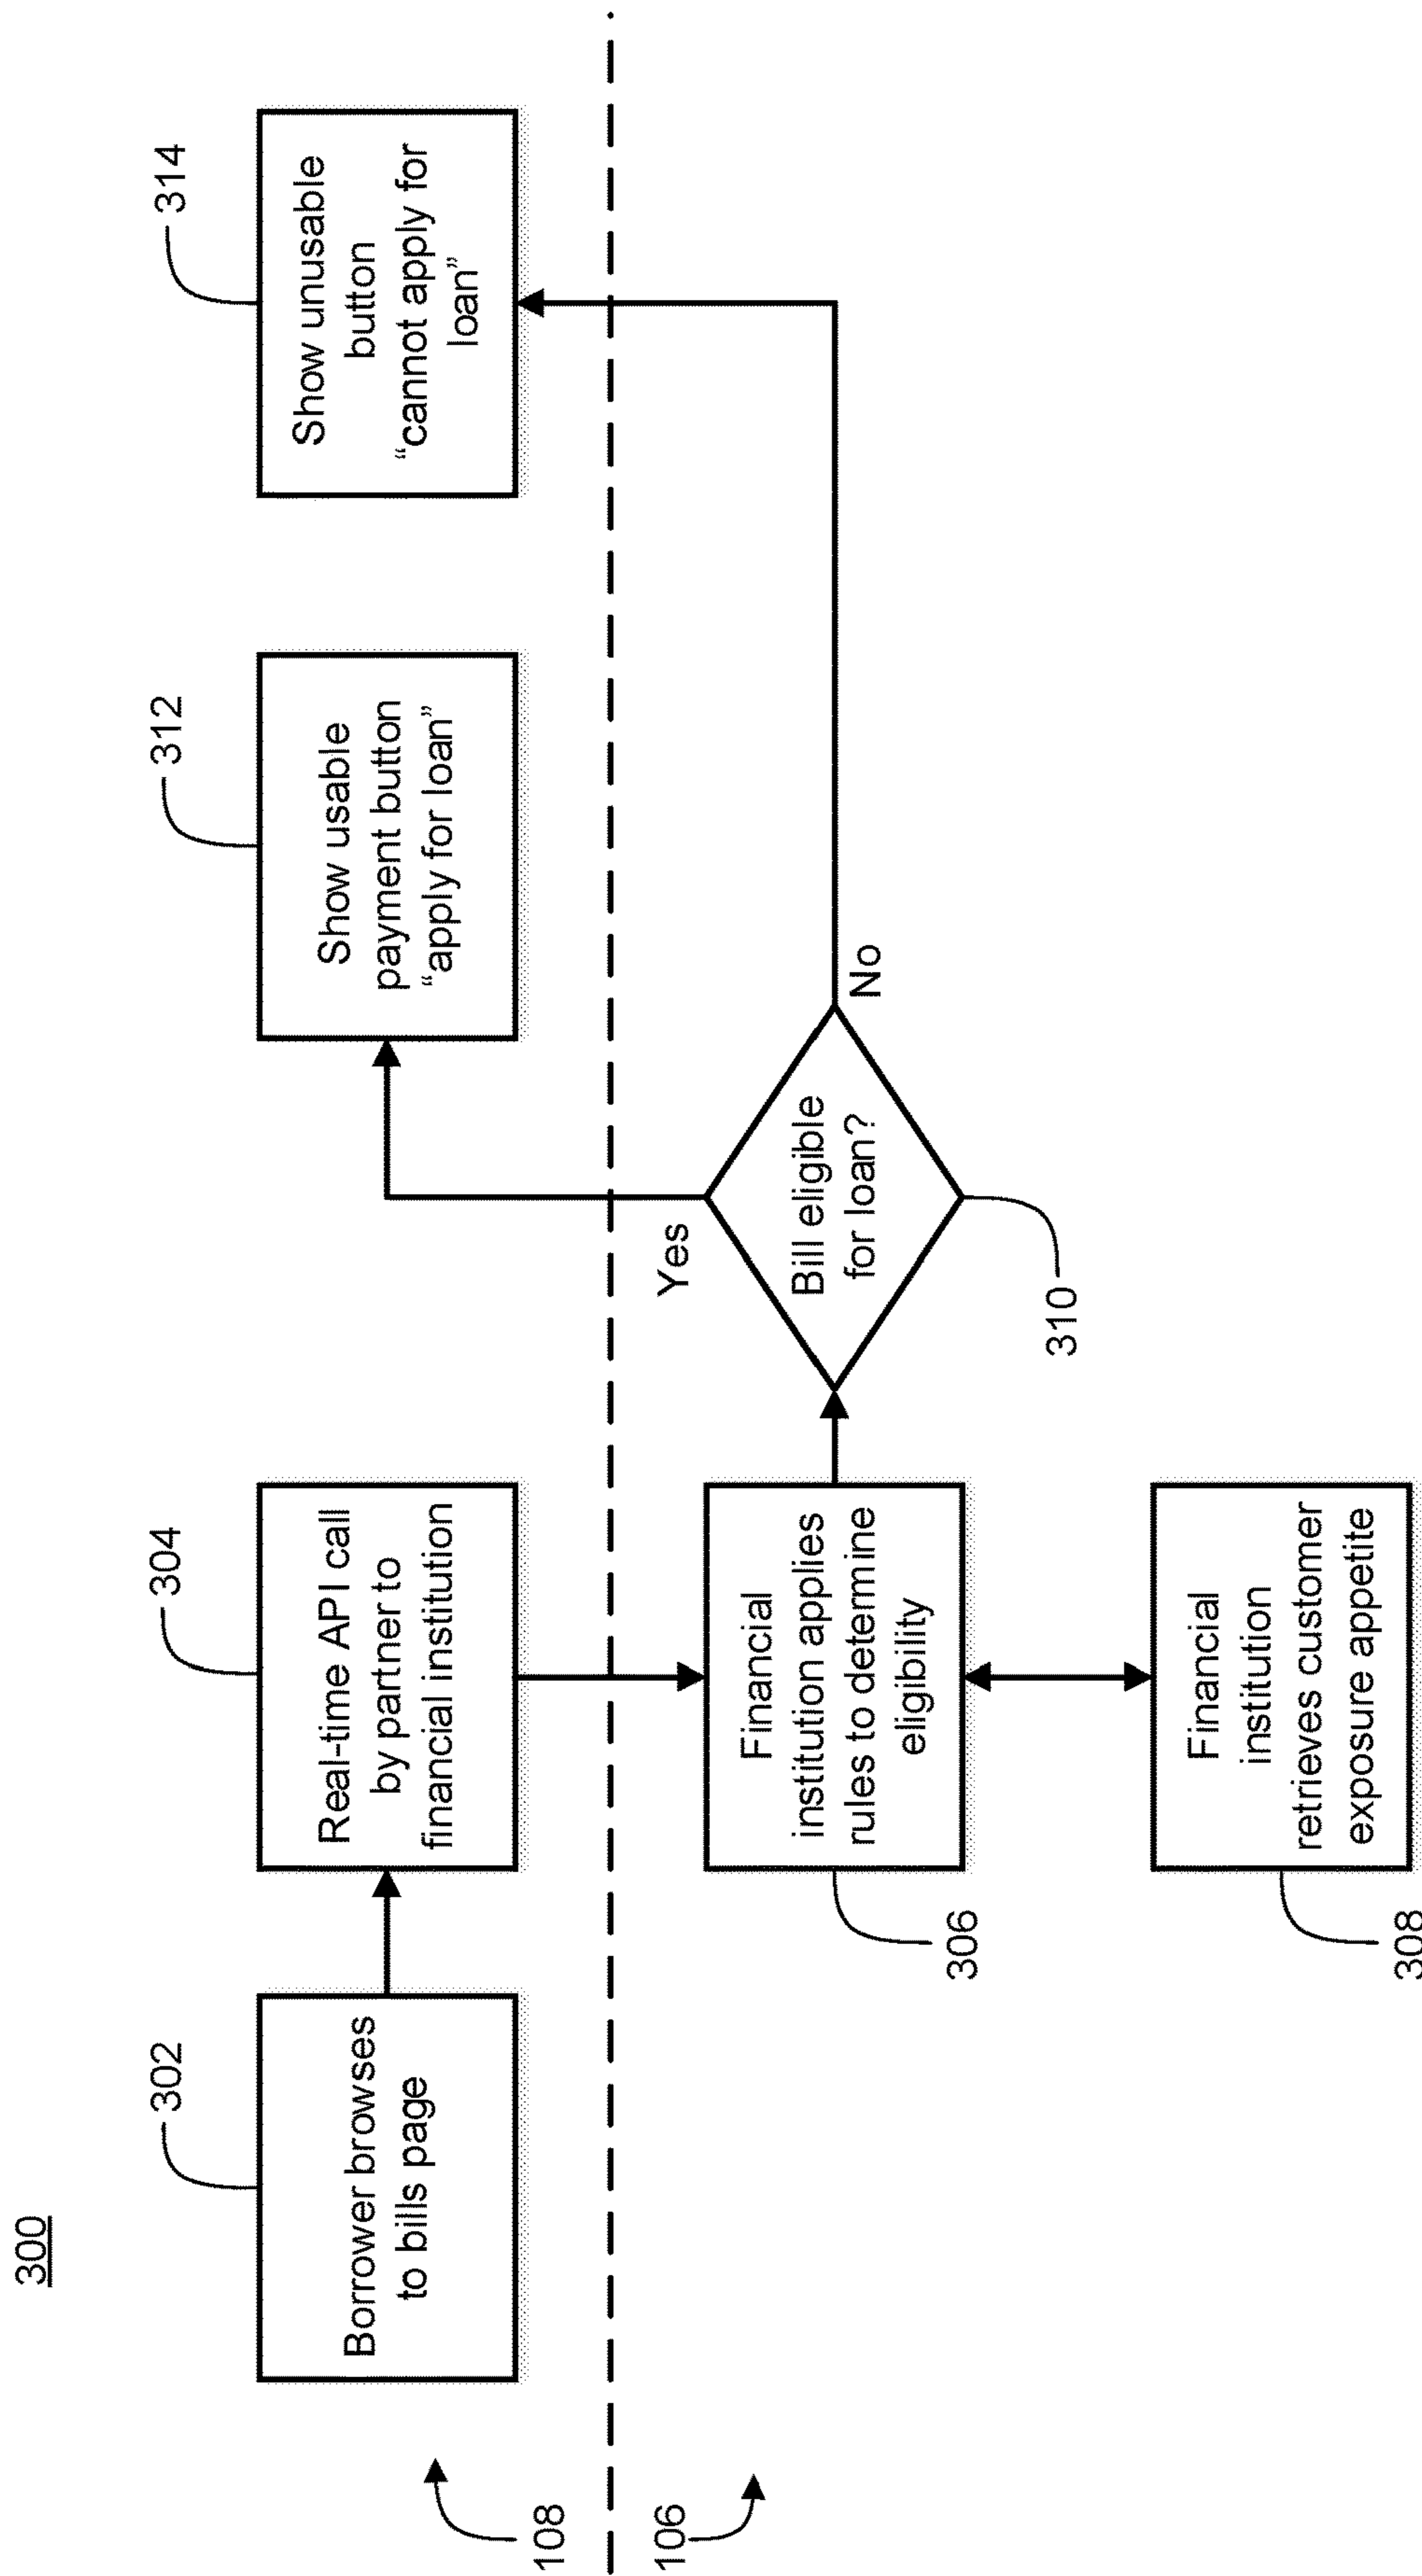 300
302
Borrower browses
to bills page
304
Real-time API call
by partner to
financial institution
312
Show usable
payment button
“apply for loan”
314
Show unusable
button
“cannot apply for
loan”
108
106
306
Financial
institution applies
rules to determine
eligibility
Yes
Bill eligible
for loan?
No
310
308
Financial
institution
retrieves customer
exposure appetite